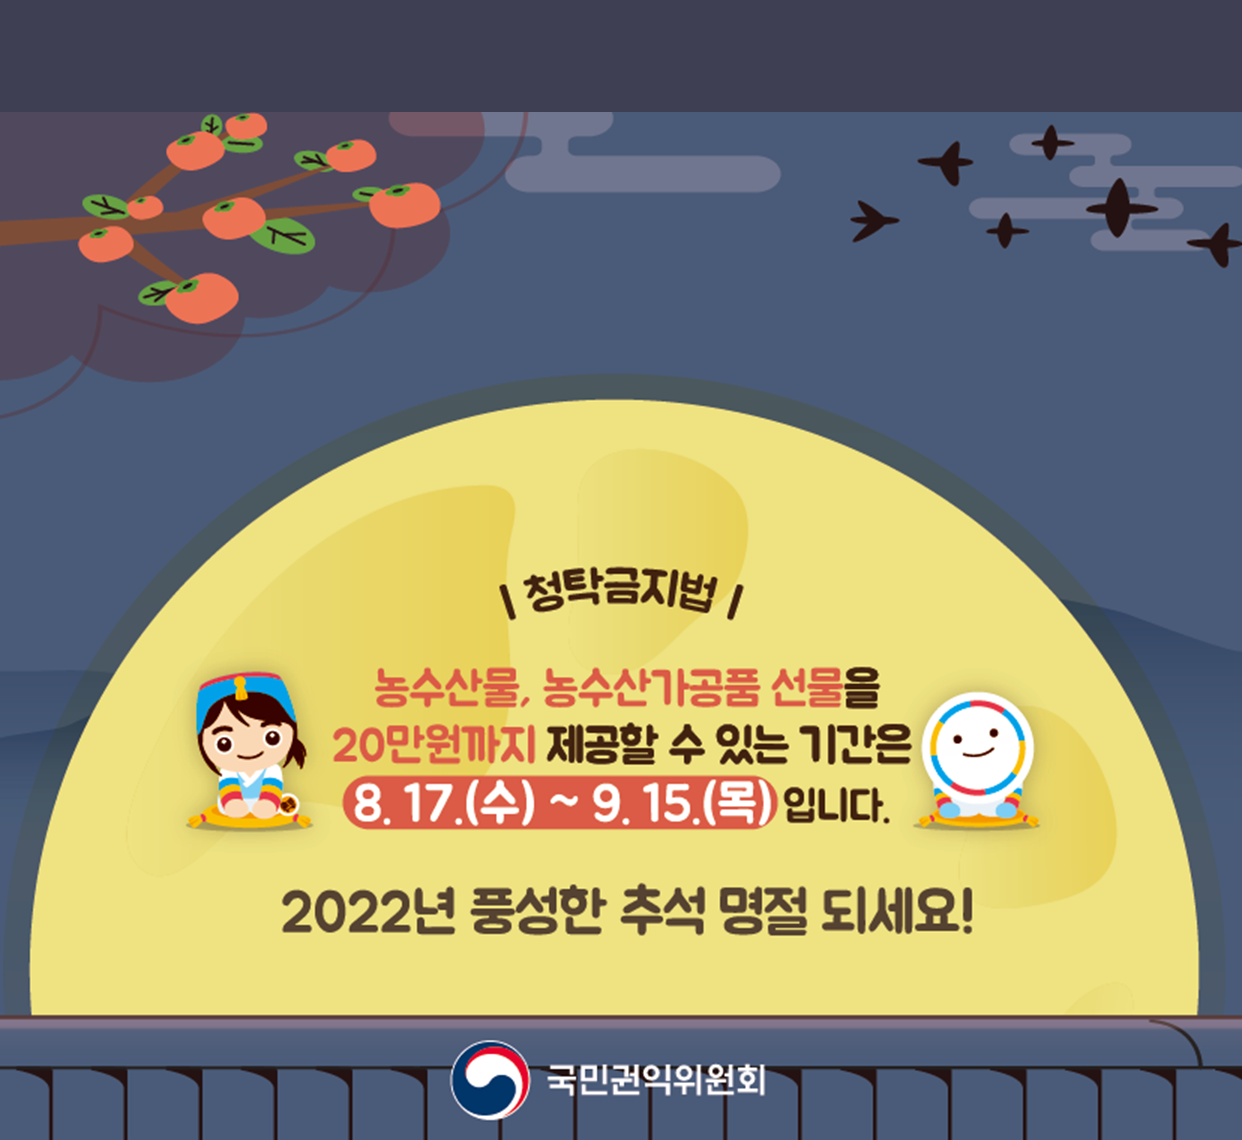 청탁금지법
농수산물, 농수산가공품 선물을
20만원까지 제공할 수 있는 기간은
8. 17.(수) ~ 9. 15.(목) 입니다.
2022년 풍성한 추석 명절 되세요!
국민권익위원회